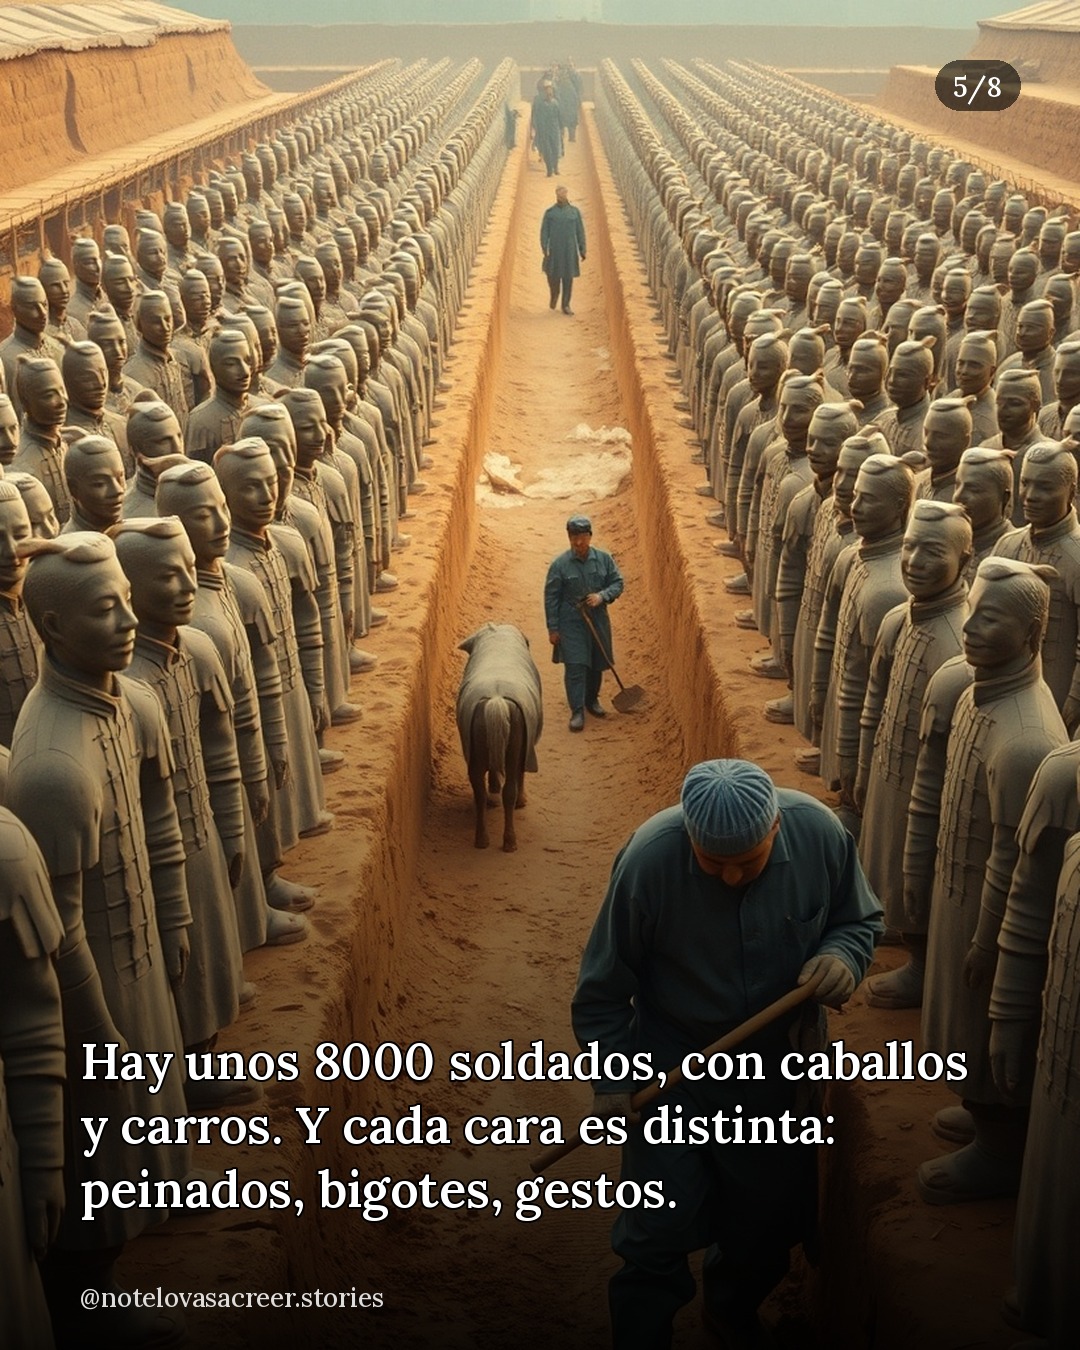 5/8
Hay unos 8000 soldados, con caballos
y carros. Y cada cara es distinta:
peinados, bigotes, gestos.
@notelovasacreer.stories